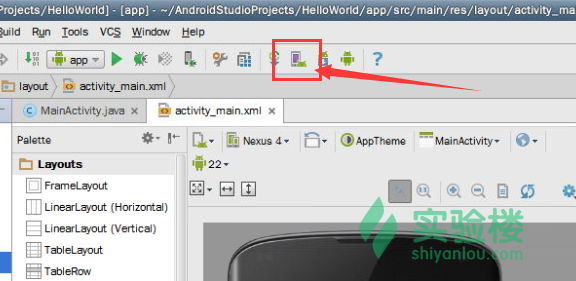 Projects/HelloWorld] - [app] - ~/AndroidStudioProjects/HelloWorld/app/src/main/res/layout/activity_ma
Build Run Tools VCS Window Help
app
layout activity_main.xml
MainActivity.java activity_main.xml
Palette Nexus 4 AppTheme MainActivity
Layouts 22
FrameLayout
LinearLayout (Horizontal)
LinearLayout (Vertical)
TableLayout
TableRow
实验楼
shiyanlou.com